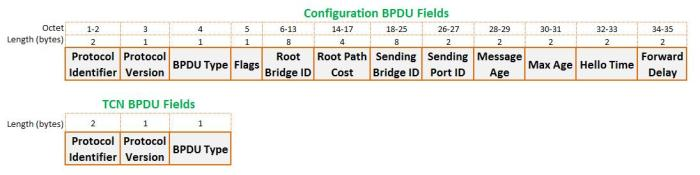 Configuration BPDU Fields
Octet 1-2 3 4 5 6-13 14-17 18-25 26-27 28-29 30-31 32-33 34-35
Length (bytes) 2 1 1 1 8 4 8 2 2 2 2 2
Protocol Identifier Protocol Version BPDU Type Flags Root Bridge ID Root Path Cost Sending Bridge ID Sending Port ID Message Age Max Age Hello Time Forward Delay
TCN BPDU Fields
Length (bytes) 2 1 1
Protocol Identifier Protocol Version BPDU Type